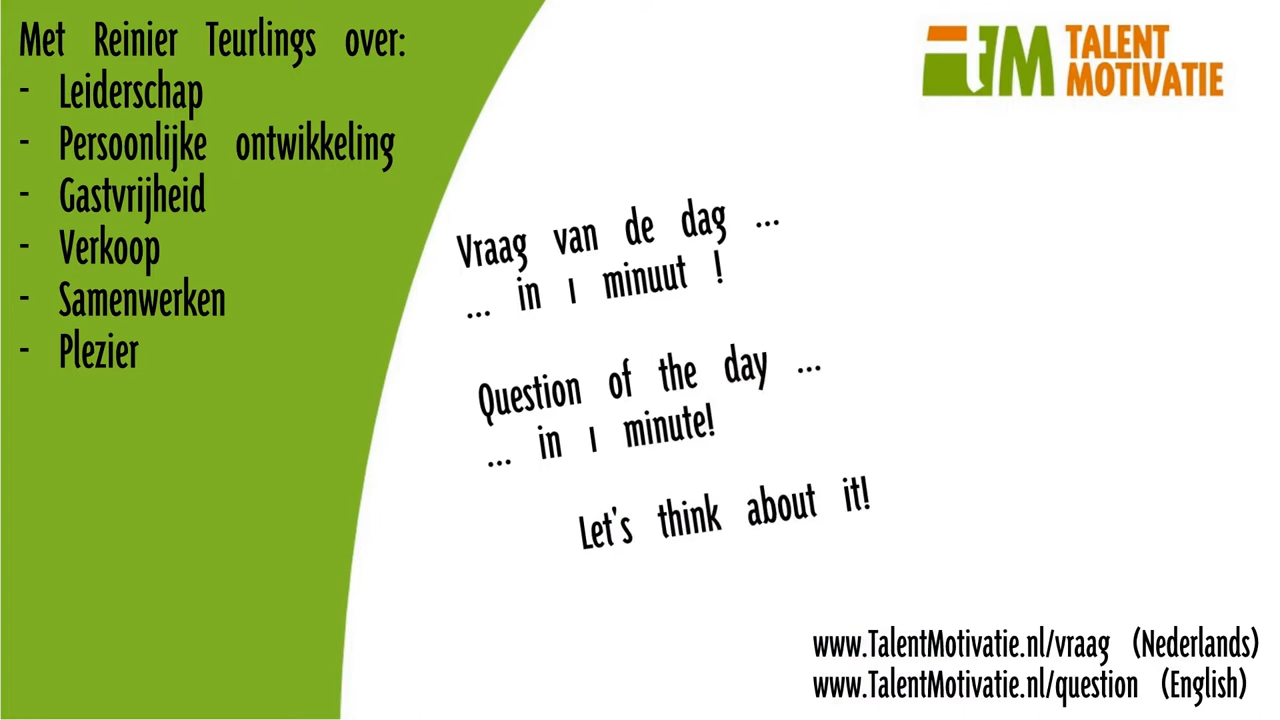 Met Reinier Teurlings over:
- Leiderschap
- Persoonlijke ontwikkeling
- Gastvrijheid
- Verkoop
- Samenwerken
- Plezier
TM TALENT
MOTIVATIE
Vraag van de dag ...
... in 1 minuut !
Question of the day ...
... in 1 minute!
Let's think about it!
www.TalentMotivatie.nl/vraag (Nederlands)
www.TalentMotivatie.nl/question (English)